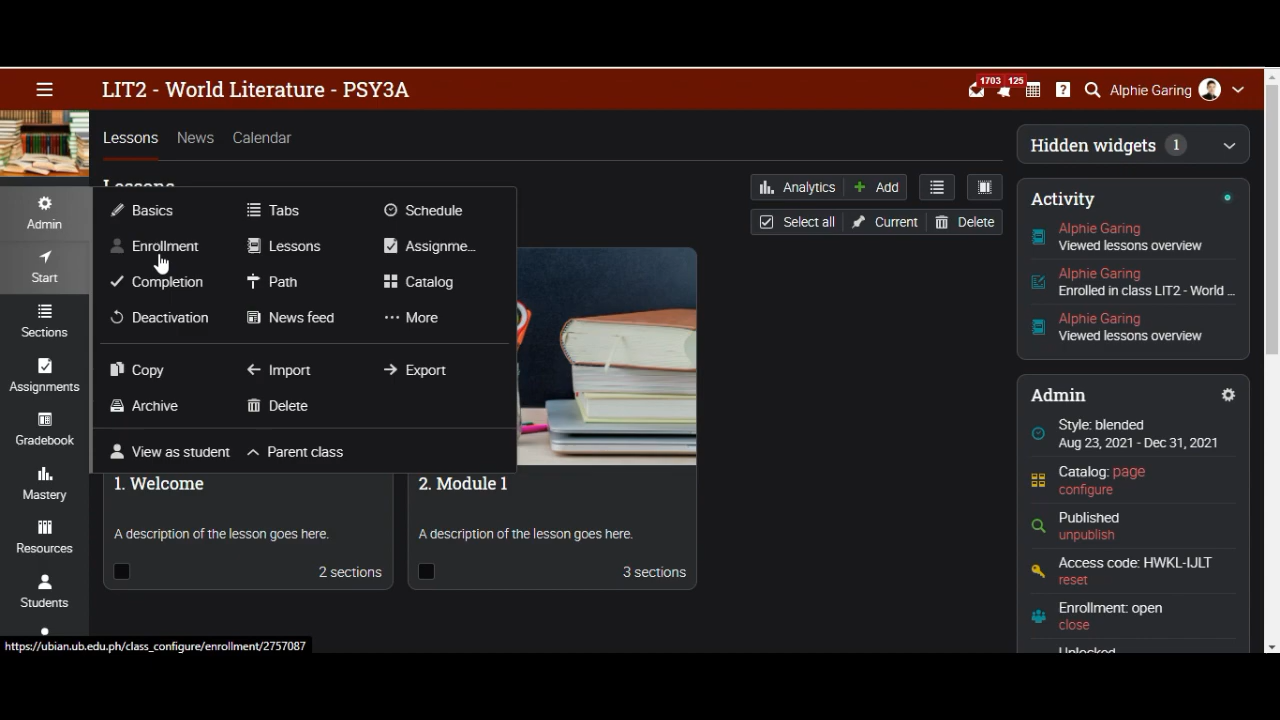 LIT2 - World Literature - PSY3A
1703 125
Alphie Garing
Lessons News Calendar
Lessons
Analytics + Add
Select all Current Delete
Admin
Start
Sections
Assignments
Gradebook
Mastery
Resources
Students
Basics Tabs Schedule
Enrollment Lessons Assignme...
Completion Path Catalog
Deactivation News feed More
Copy Import Export
Archive Delete
View as student Parent class
1. Welcome
A description of the lesson goes here.
2 sections
2. Module 1
A description of the lesson goes here.
3 sections
Hidden widgets 1
Activity
Alphie Garing
Viewed lessons overview
Alphie Garing
Enrolled in class LIT2 - World ...
Alphie Garing
Viewed lessons overview
Admin
Style: blended
Aug 23, 2021 - Dec 31, 2021
Catalog: page
configure
Published
unpublish
Access code: HWKL-IJLT
reset
Enrollment: open
close
Unlocked
https://ubian.ub.edu.ph/class_configure/enrollment/2757087